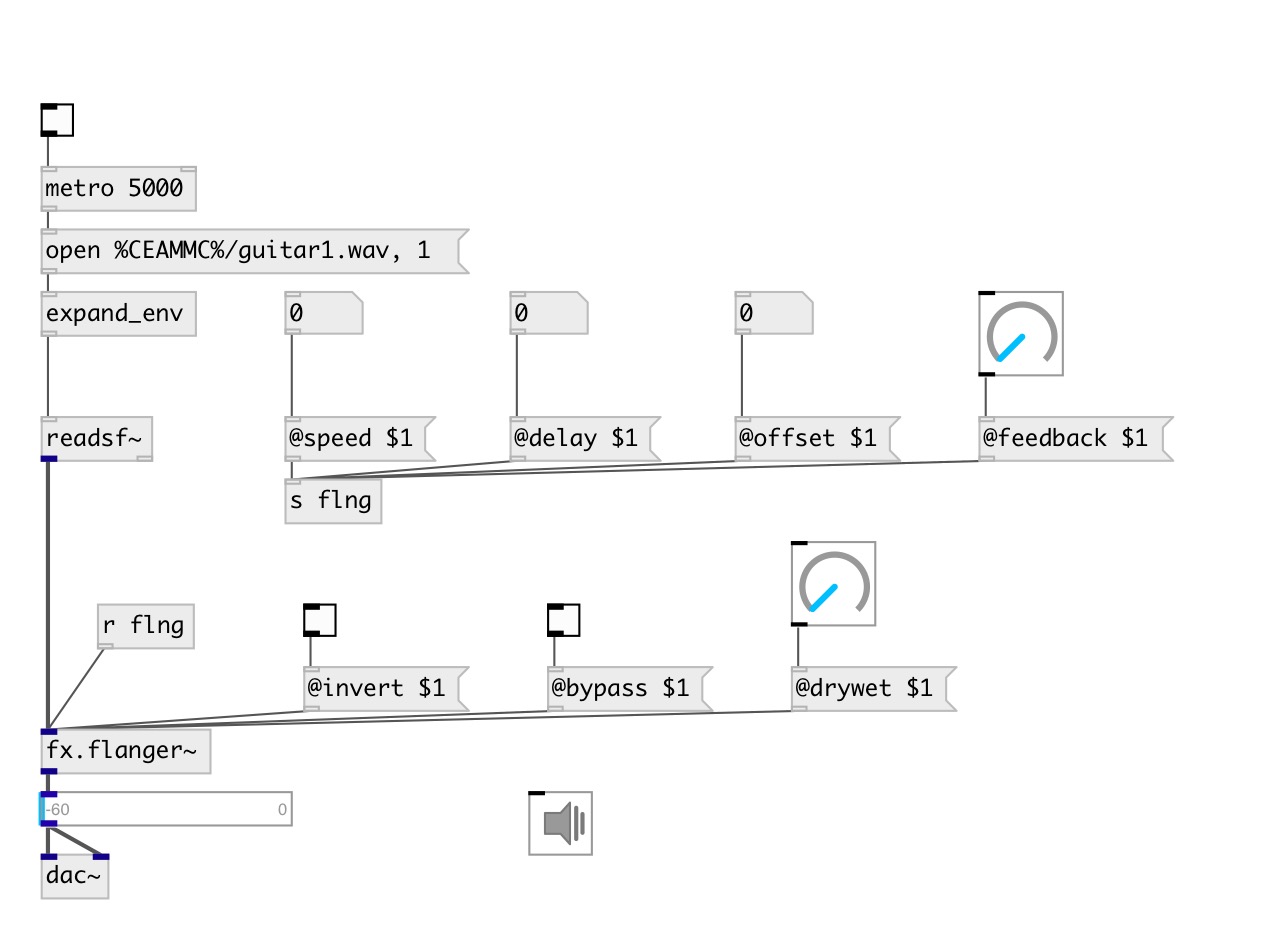 metro 5000
open %CEAMMC%/guitar1.wav, 1
expand_env
0
0
0
readsf~
@speed $1
@delay $1
@offset $1
@feedback $1
s flng
r flng
@invert $1
@bypass $1
@drywet $1
fx.flanger~
-60
0
dac~